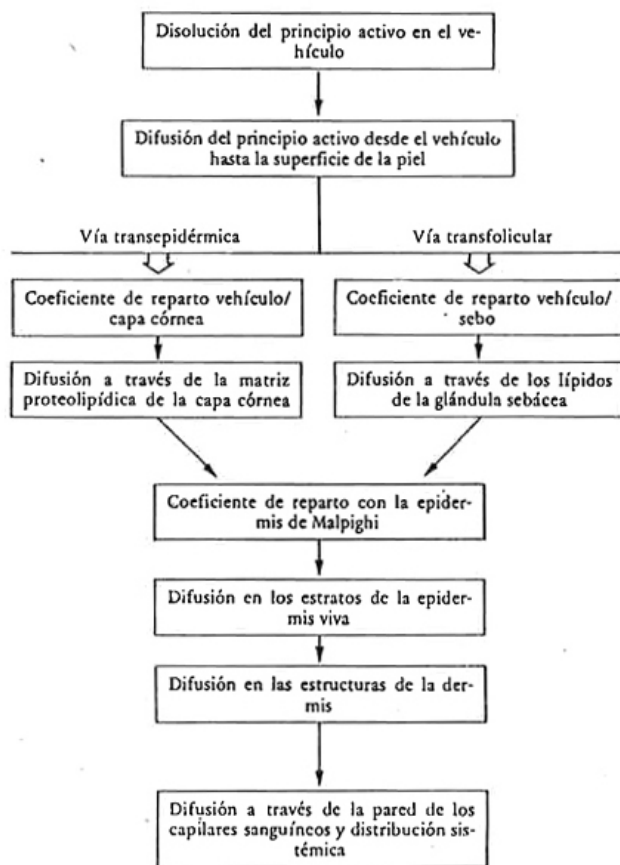 Disolución del principio activo en el ve-
hículo
Difusión del principio activo desde el vehículo
hasta la superficie de la piel
Vía transepidérmica
Vía transfolicular
Coeficiente de reparto vehículo/
capa córnea
Coeficiente de reparto vehículo/
sebo
Difusión a través de la matriz
proteolipídica de la capa córnea
Difusión a través de los lípidos
de la glándula sebácea
Coeficiente de reparto con la epider-
mis de Malpighi
Difusión en los estratos de la epider-
mis viva
Difusión en las estructuras de la der-
mis
Difusión a través de la pared de los
capilares sanguíneos y distribución sis-
témica